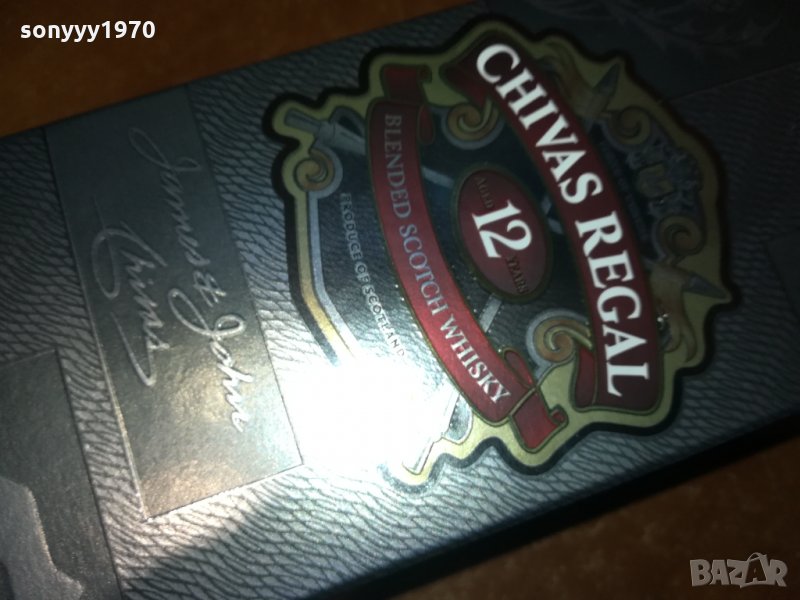 sonyyy1970
CHIVAS REGAL
AGED
12
YEARS
BLENDED SCOTCH WHISKY
PRODUCE OF SCOTLAND
James & John
Chivas
BAZAR